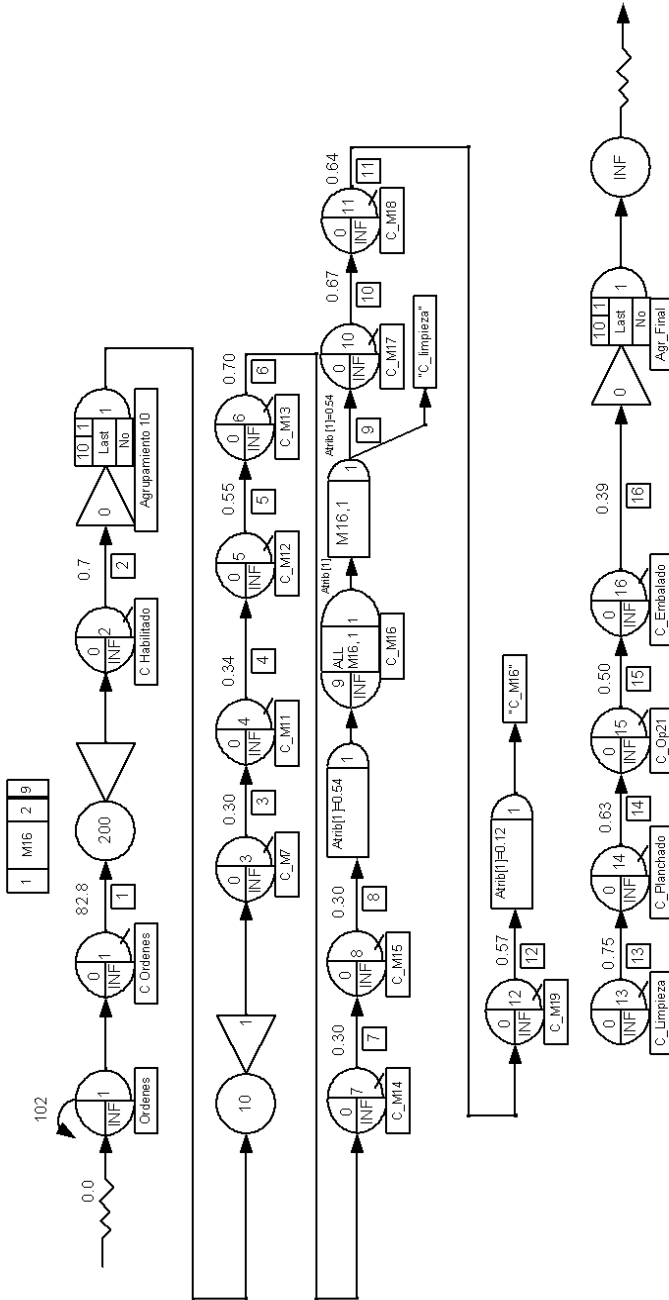 1 M16 2 9
102
0.0
1
INF
Ordenes
0 1
INF
C Ordenes
82.8
1
200
0 2
INF
C Habilitado
0.7
2
0
10 1
Last 1
No
Agrupamiento 10
10
1
0 3
INF
C_M7
0.30
3
0 4
INF
C_M11
0.34
4
0 5
INF
C_M12
0.55
5
0 6
INF
C_M13
0.70
6
0 7
INF
C_M14
0.30
7
0 8
INF
C_M15
0.30
8
Atrib[1]=0.54 1
9 ALL
INF M16, 1 1
C_M16
Atrib[1]
M16,1 1
Atrib [1]=0.54
9
"C_limpieza"
0 10
INF
C_M17
0.67
10
0 11
INF
C_M18
0.64
11
0 12
INF
C_M19
0.57
12
Atrib[1]=0.12 1
"C_M16"
0 13
INF
C_Limpieza
0.75
13
0 14
INF
C_Planchado
0.63
14
0 15
INF
C_Op21
0.50
15
0 16
INF
C_Embalado
0.39
16
0
10 1
Last 1
No
Agr_Final
INF